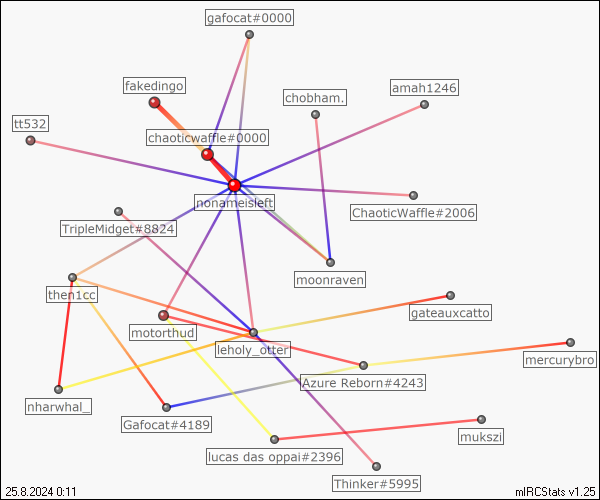 gafocat#0000
fakedingo
amah1246
chobham.
tt532
chaoticwaffle#0000
nonameisleft
ChaoticWaffle#2006
TripleMidget#8824
moonraven
then1cc
gateauxcatto
motorthud
leholy_otter
mercurybro
Azure Reborn#4243
nharwhal_
Gafocat#4189
mukszi
lucas das oppai#2396
Thinker#5995
25.8.2024 0:11
mIRCStats v1.25